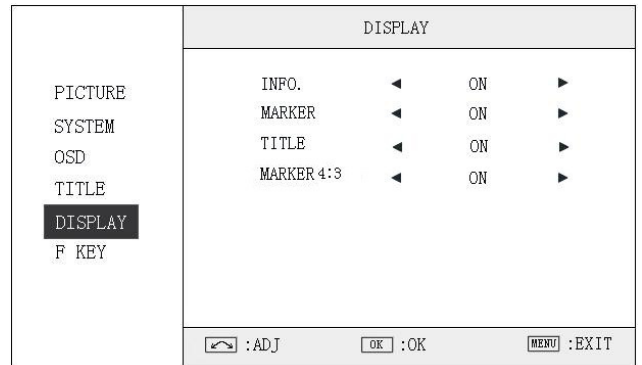 DISPLAY
PICTURE
SYSTEM
OSD
TITLE
DISPLAY
F KEY
INFO. ◀ ON ▶
MARKER ◀ ON ▶
TITLE ◀ ON ▶
MARKER 4:3 ◀ ON ▶
:ADJ OK :OK MENU :EXIT